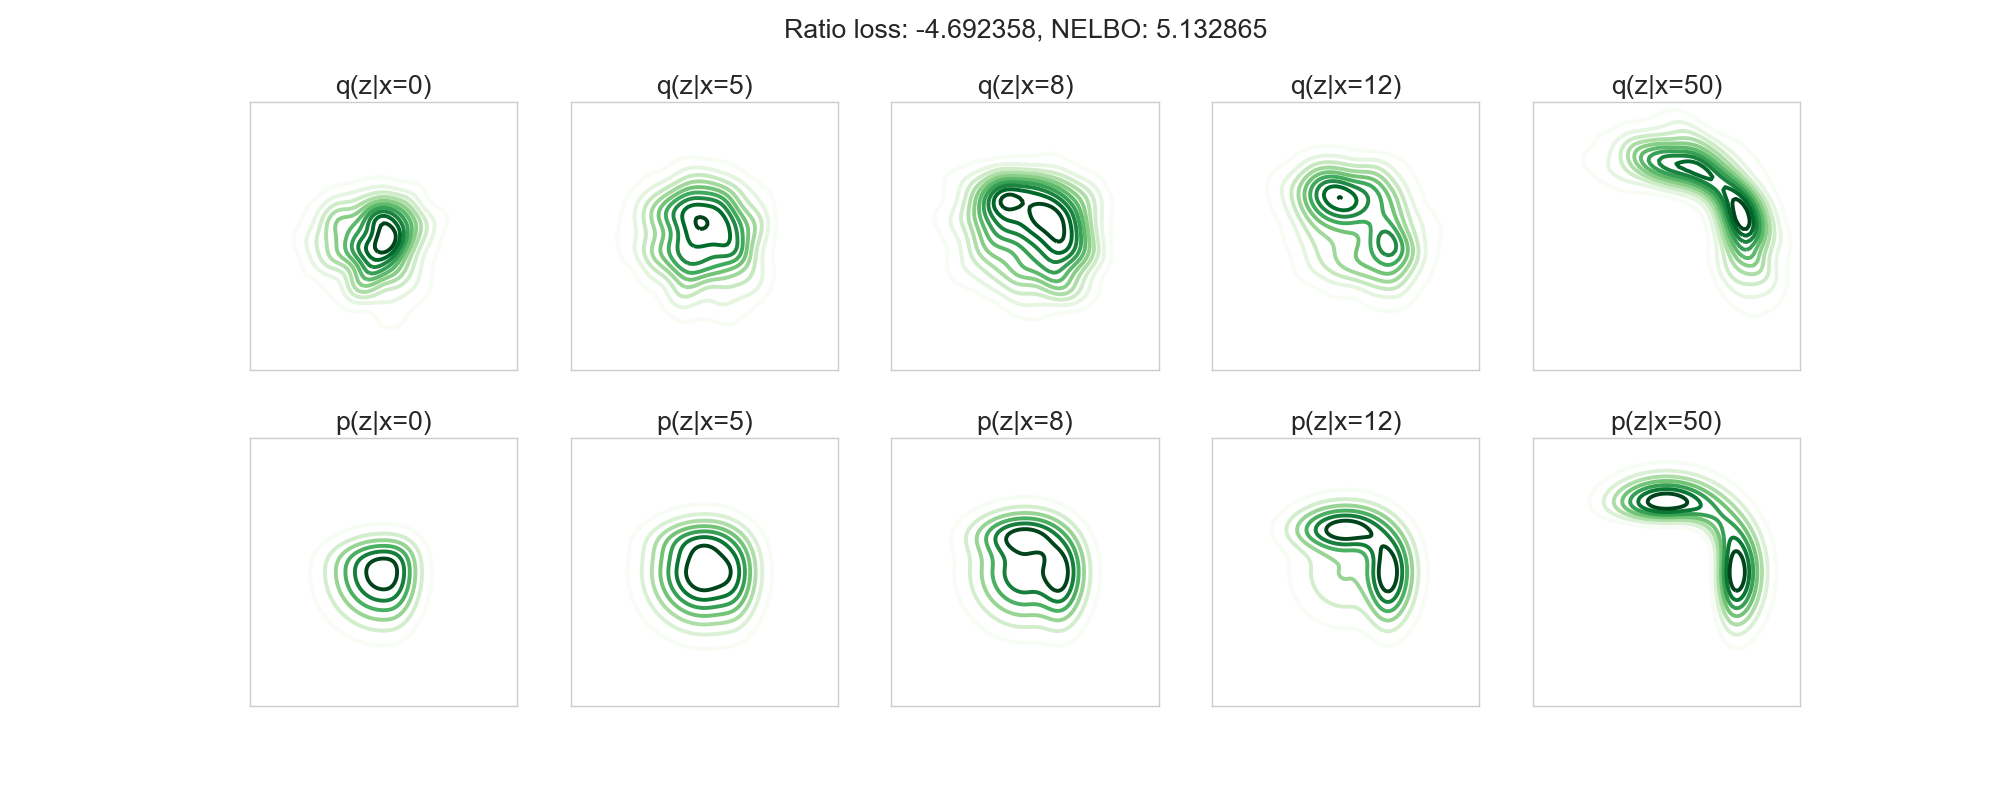 Ratio loss: -4.692358, NELBO: 5.132865
q(z|x=0) q(z|x=5) q(z|x=8) q(z|x=12) q(z|x=50)
p(z|x=0) p(z|x=5) p(z|x=8) p(z|x=12) p(z|x=50)